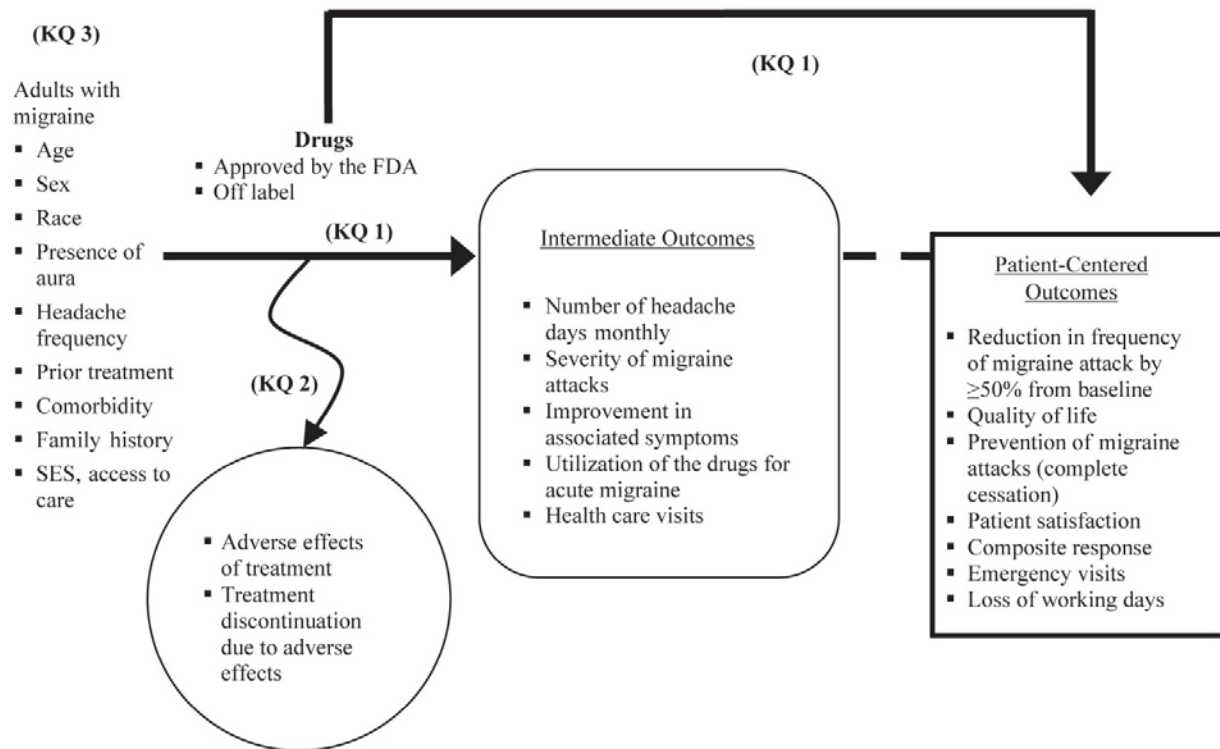 (KQ 3)
Adults with
migraine
▪ Age
▪ Sex
▪ Race
▪ Presence of
aura
▪ Headache
frequency
▪ Prior treatment
▪ Comorbidity
▪ Family history
▪ SES, access to
care
Drugs
▪ Approved by the FDA
▪ Off label
(KQ 1)
(KQ 1)
(KQ 2)
▪ Adverse effects
of treatment
▪ Treatment
discontinuation
due to adverse
effects
Intermediate Outcomes
▪ Number of headache
days monthly
▪ Severity of migraine
attacks
▪ Improvement in
associated symptoms
▪ Utilization of the drugs for
acute migraine
▪ Health care visits
Patient-Centered
Outcomes
▪ Reduction in frequency
of migraine attack by
≥50% from baseline
▪ Quality of life
▪ Prevention of migraine
attacks (complete
cessation)
▪ Patient satisfaction
▪ Composite response
▪ Emergency visits
▪ Loss of working days